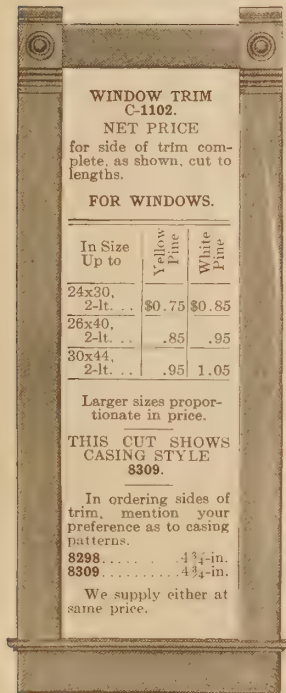 WINDOW TRIM
C-1102.
NET PRICE
for side of trim com-
plete, as shown, cut to
lengths.
FOR WINDOWS.
In Size Up to | Yellow Pine | White Pine
24x30,
2-lt. . . $0.75 $0.85
26x40,
2-lt. . . .85 .95
30x44,
2-lt. . . .95 1.05
Larger sizes propor-
tionate in price.
THIS CUT SHOWS
CASING STYLE
8309.
In ordering sides of
trim, mention your
preference as to casing
patterns.
8298........4¾-in.
8309........4¾-in.
We supply either at
same price.